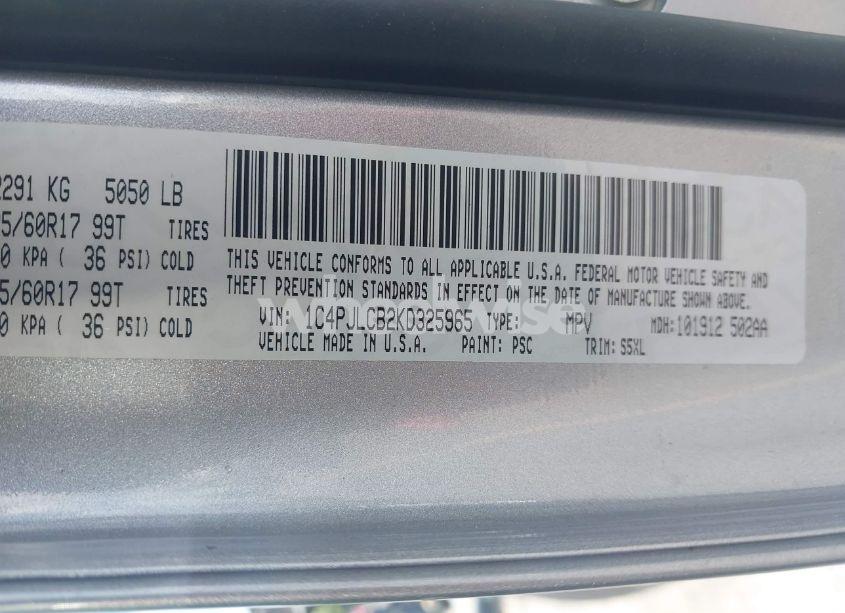 2291 KG 5050 LB
5/60R17 99T TIRES
0 KPA ( 36 PSI) COLD
5/60R17 99T TIRES
0 KPA ( 36 PSI) COLD
THIS VEHICLE CONFORMS TO ALL APPLICABLE U.S.A. FEDERAL MOTOR VEHICLE SAFETY AND
THEFT PREVENTION STANDARDS IN EFFECT ON THE DATE OF MANUFACTURE SHOWN ABOVE.
VIN: 1C4PJLCB2KD325965 TYPE: MPV MDH: 101912 502AA
VEHICLE MADE IN U.S.A. PAINT: PSC TRIM: S5XL
wheelwise